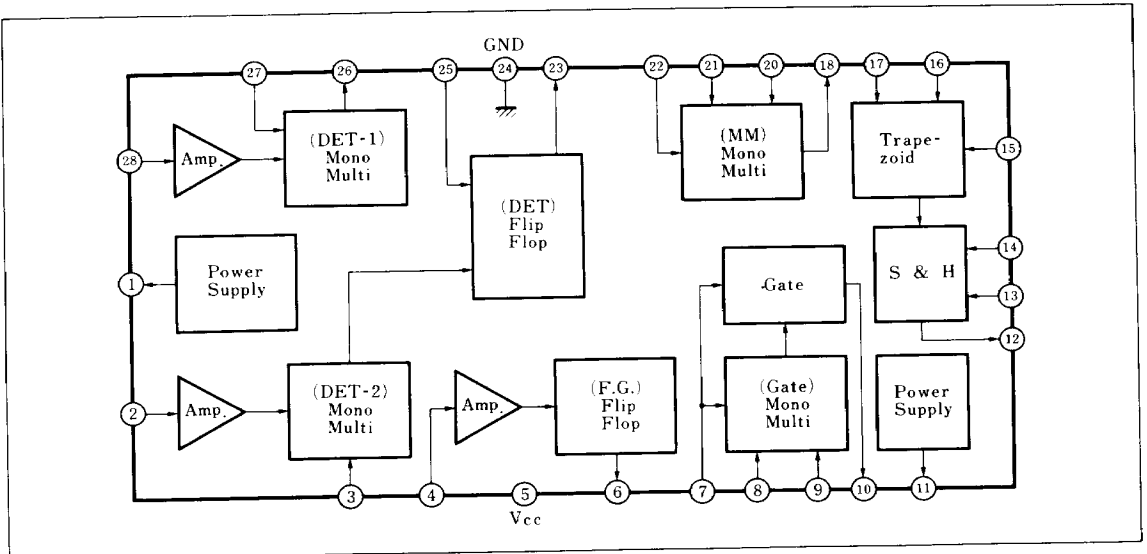 GND
27
26
25
24
23
22
21
20
18
17
16
28
Amp.
(DET-1)
Mono
Multi
(DET)
Flip
Flop
(MM)
Mono
Multi
Trape-
zoid
15
1
Power
Supply
Gate
S & H
14
13
12
2
Amp.
(DET-2)
Mono
Multi
Amp.
(F.G.)
Flip
Flop
(Gate)
Mono
Multi
Power
Supply
3
4
5
6
7
8
9
10
11
Vcc